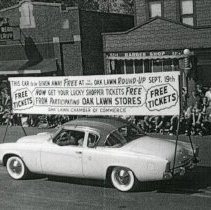 BARBER SHOP
THIS CAR TO BE GIVEN AWAY FREE AT THE OAK LAWN ROUND-UP SEPT. 19th
FREE TICKETS
NOW GET YOUR LUCKY SHOPPER TICKETS FREE
FROM PARTICIPATING OAK LAWN STORES
FREE TICKETS
OAK LAWN CHAMBER OF COMMERCE